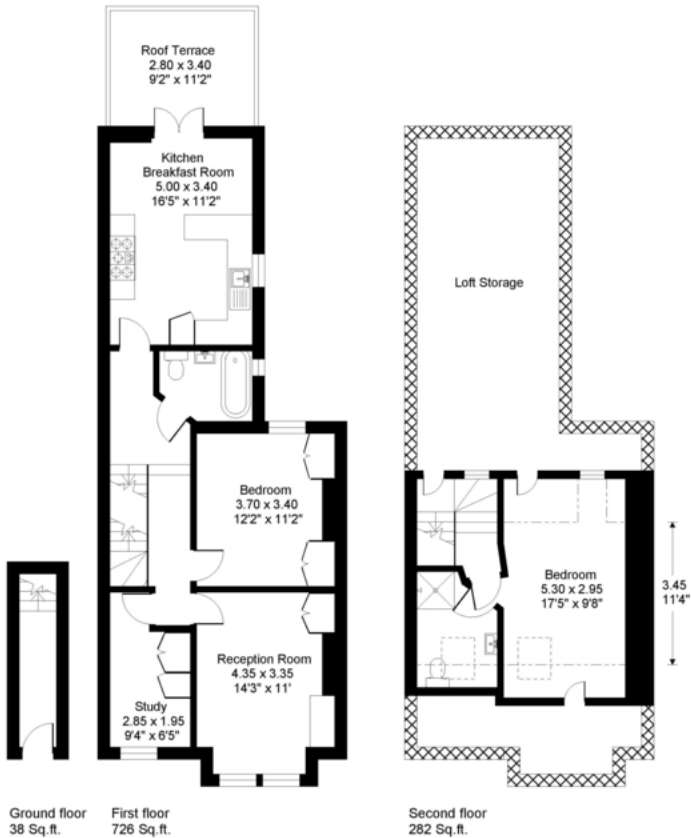 Roof Terrace
2.80 x 3.40
9'2" x 11'2"
Kitchen
Breakfast Room
5.00 x 3.40
16'5" x 11'2"
Loft Storage
Bedroom
3.70 x 3.40
12'2" x 11'2"
Bedroom
5.30 x 2.95
17'5" x 9'8"
3.45
11'4"
Reception Room
4.35 x 3.35
14'3" x 11'
Study
2.85 x 1.95
9'4" x 6'5"
Ground floor
38 Sq.ft.
First floor
726 Sq.ft.
Second floor
282 Sq.ft.